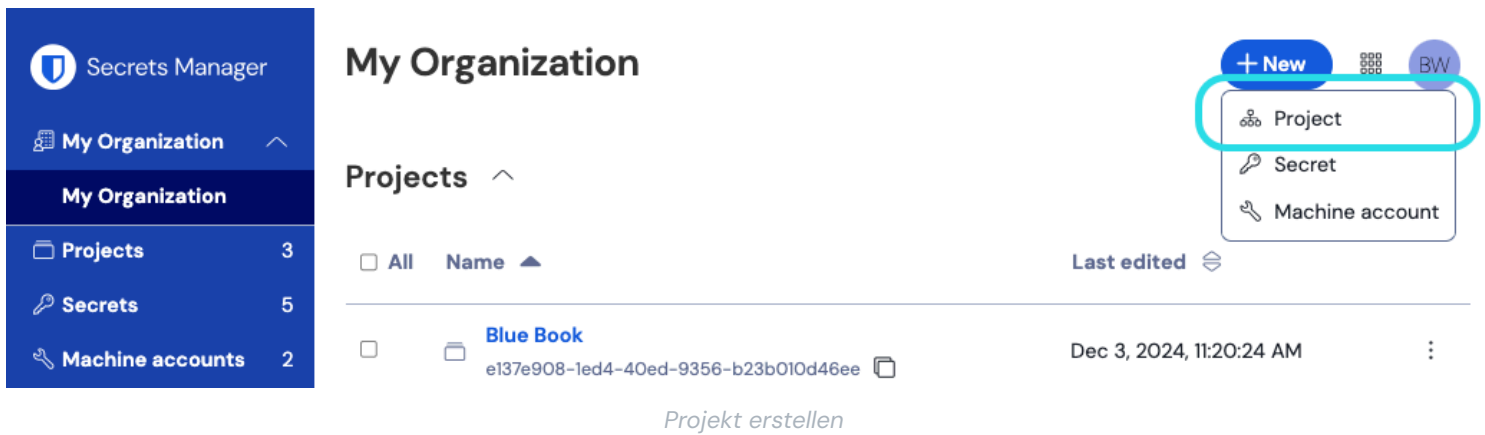 Secrets Manager
My Organization
My Organization
Projects 3
Secrets 5
Machine accounts 2
My Organization
New
BW
Project
Secret
Machine account
Projects
All Name Last edited
Blue Book
e137e908-1ed4-40ed-9356-b23b010d46ee
Dec 3, 2024, 11:20:24 AM
Projekt erstellen